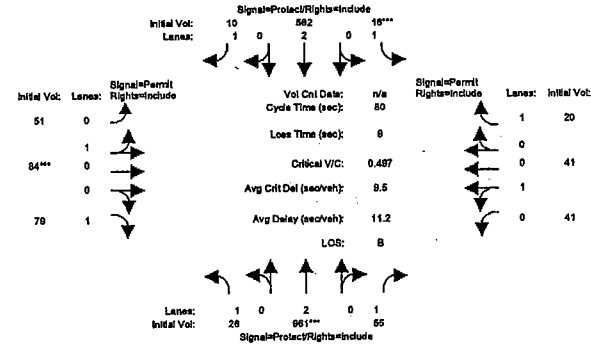 Signal=Protect/Rights=Include
Initial Vol: 10 562 16***
Lanes: 1 0 2 0 1
Signal=Permit
Initial Vol: Lanes: Rights=Include
Vol Cnt Date: n/a
Signal=Permit
Rights=Include Lanes: Initial Vol:
Cycle Time (sec): 80
51 0
1 20
Loss Time (sec): 9
1
0
84*** 0
Critical V/C: 0.497
0 41
0
Avg Crit Del (sec/veh): 9.5
1
79 1
Avg Delay (sec/veh): 11.2
0 41
LOS: B
Lanes: 1 0 2 0 1
Initial Vol: 26 961*** 55
Signal=Protect/Rights=Include